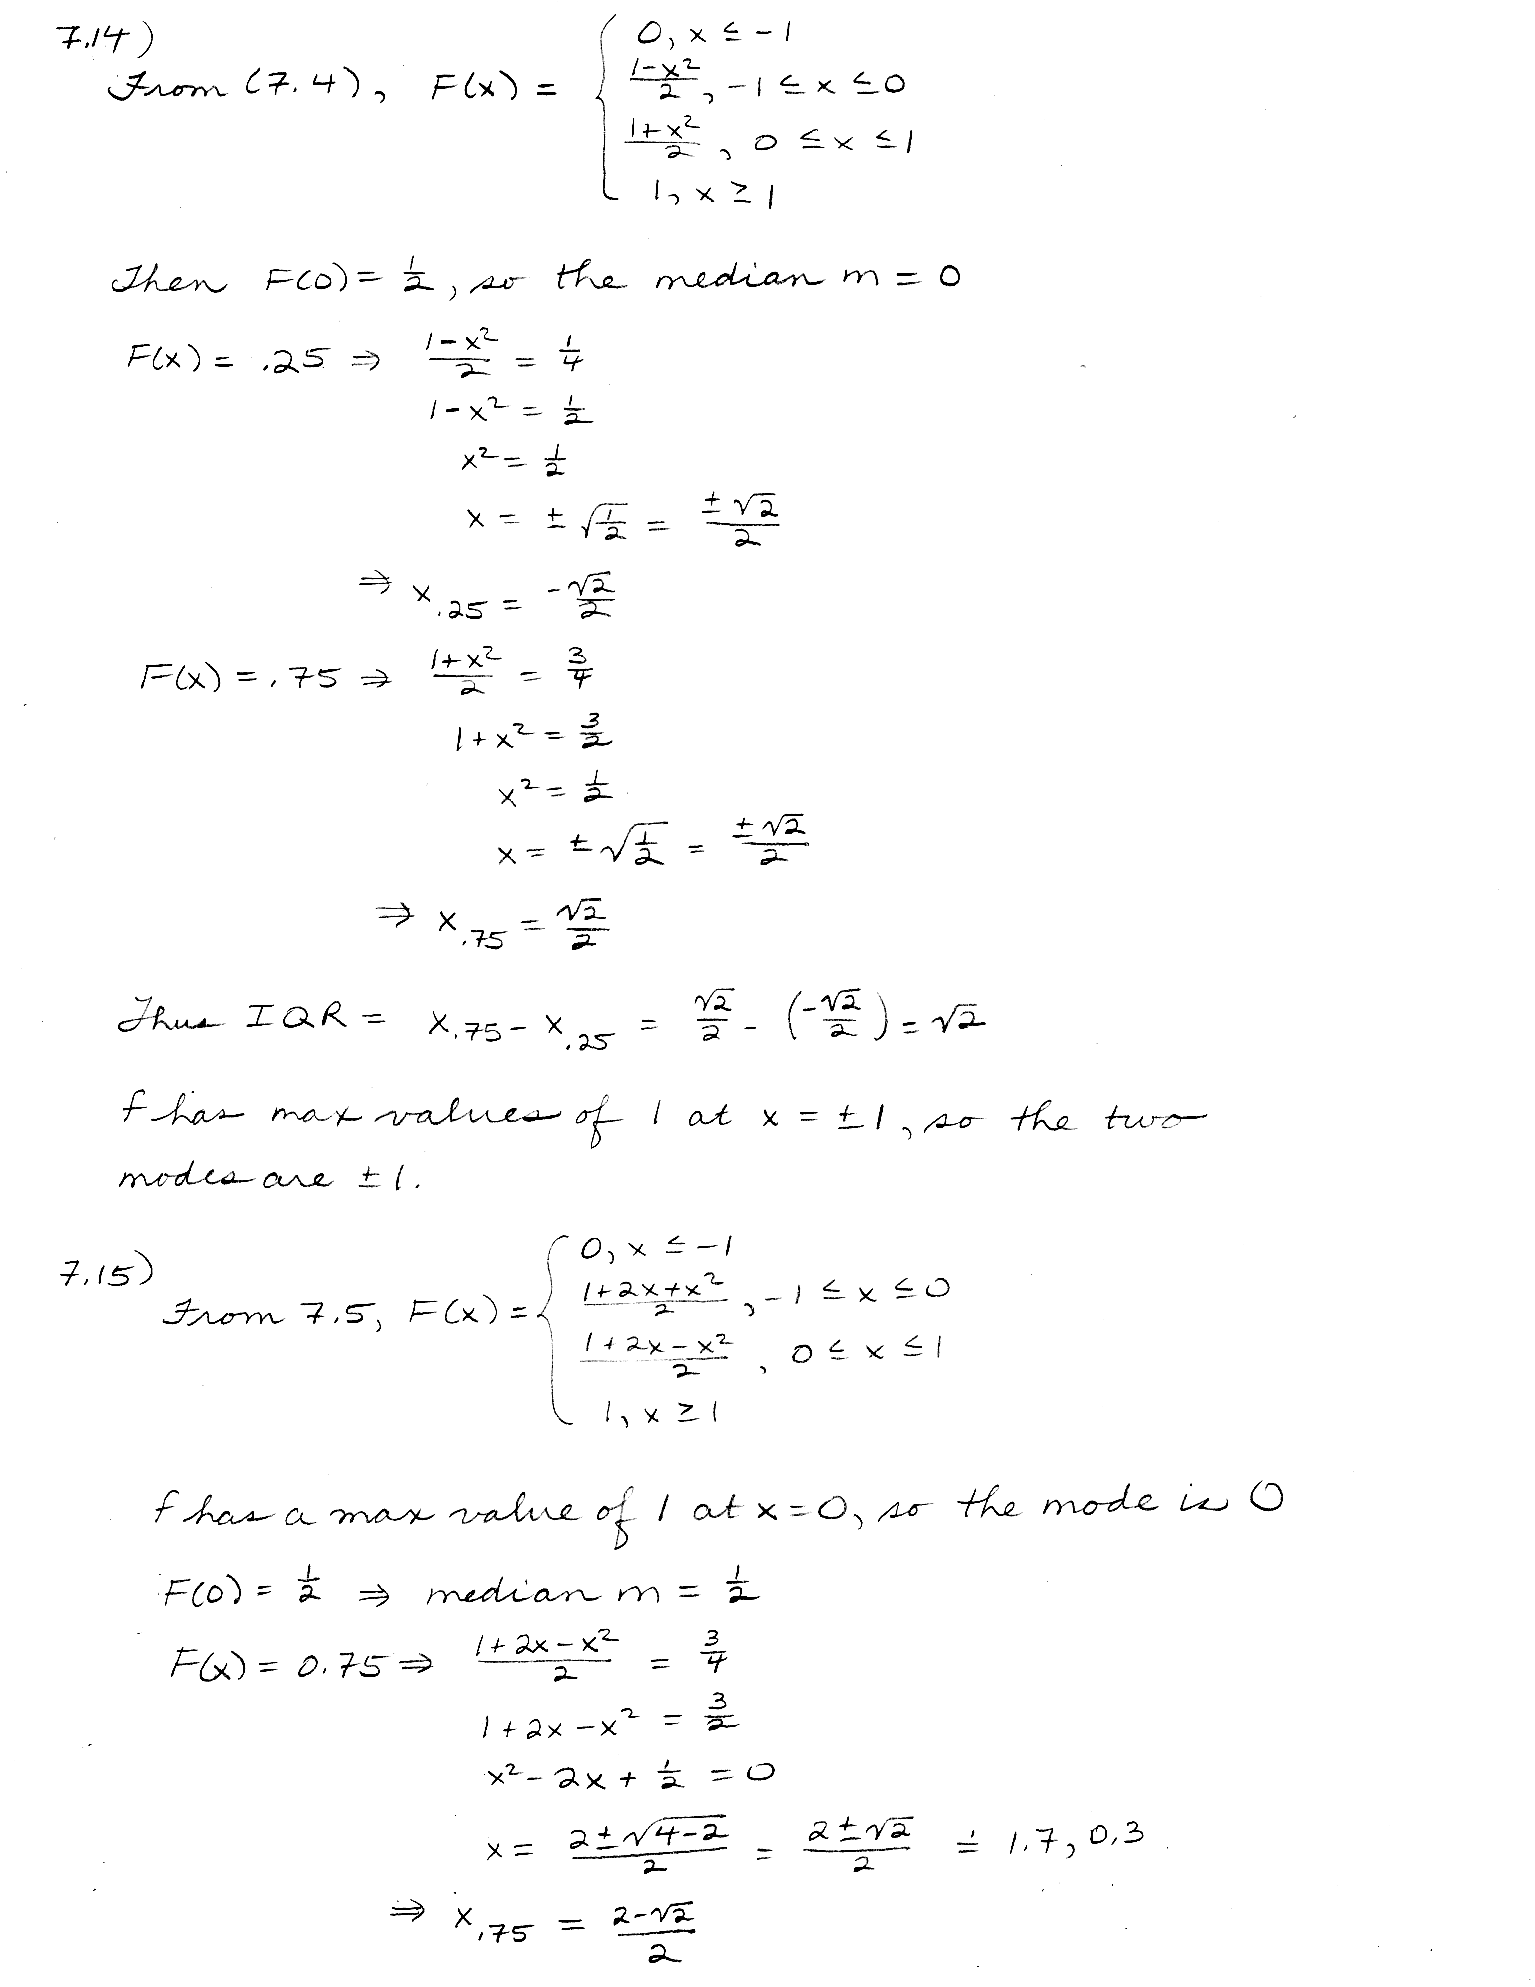 7.14)
From (7.4), F(x) = { 0, x ≤ -1
(1-x²)/2, -1 ≤ x ≤ 0
(1+x²)/2, 0 ≤ x ≤ 1
1, x ≥ 1
Then F(0) = 1/2, so the median m = 0
F(x) = .25 ⇒ (1-x²)/2 = 1/4
1-x² = 1/2
x² = 1/2
x = ± √(1/2) = ±√2/2
⇒ x.25 = -√2/2
F(x) = .75 ⇒ (1+x²)/2 = 3/4
1+x² = 3/2
x² = 1/2
x = ±√(1/2) = ±√2/2
⇒ x.75 = √2/2
Thus IQR = x.75 - x.25 = √2/2 - (-√2/2) = √2
f has max values of 1 at x = ±1, so the two
modes are ±1.
7.15)
From 7.5, F(x) = { 0, x ≤ -1
(1+2x+x²)/2, -1 ≤ x ≤ 0
(1+2x-x²)/2, 0 ≤ x ≤ 1
1, x ≥ 1
f has a max value of 1 at x=0, so the mode is 0
F(0) = 1/2 ⇒ median m = 1/2
F(x) = 0.75 ⇒ (1+2x-x²)/2 = 3/4
1+2x-x² = 3/2
x²-2x+1/2 = 0
x = (2±√(4-2))/2 = (2±√2)/2 ≐ 1.7, 0.3
⇒ x.75 = (2-√2)/2